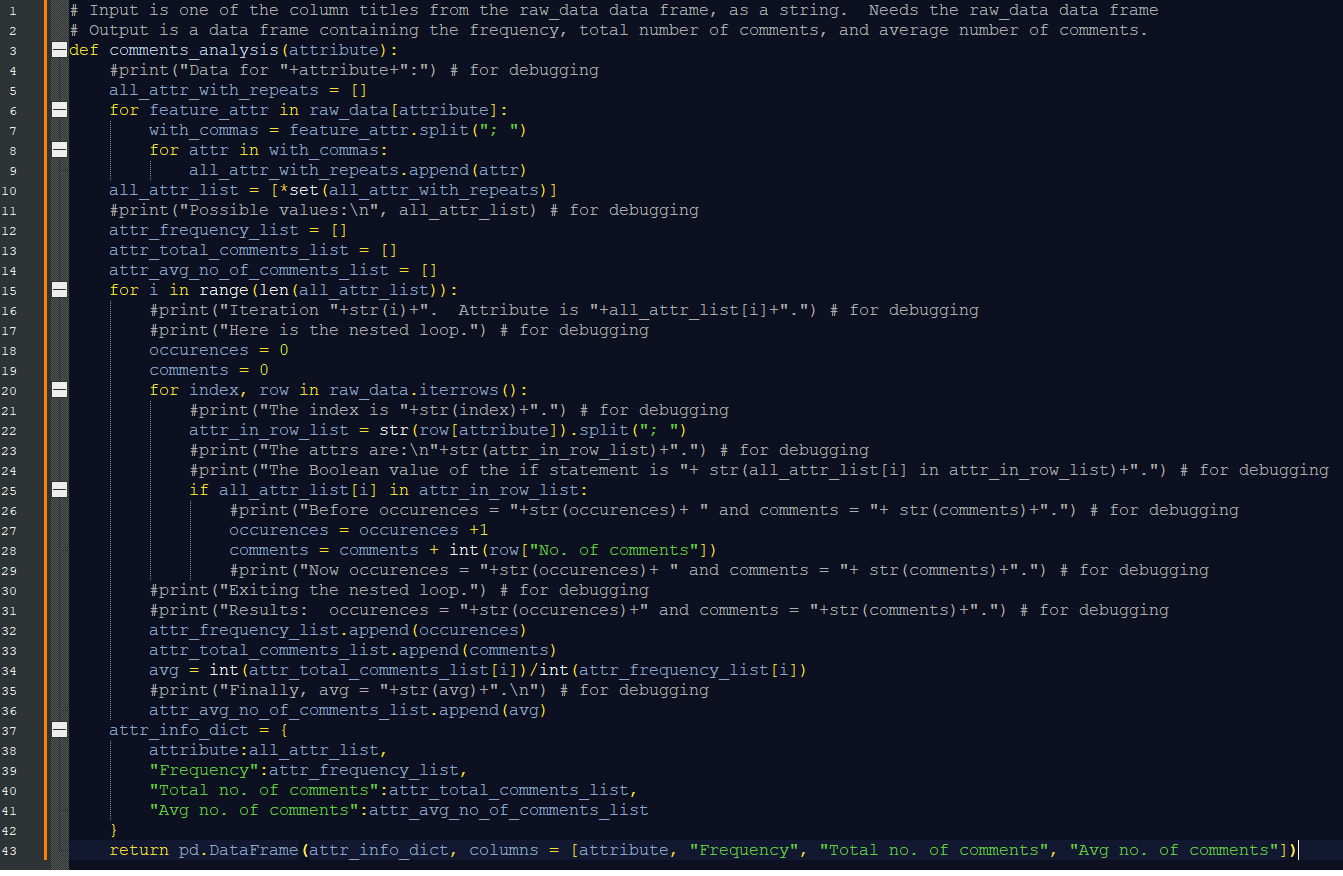 1 # Input is one of the column titles from the raw_data data frame, as a string.  Needs the raw_data data frame
2 # Output is a data frame containing the frequency, total number of comments, and average number of comments.
3 def comments_analysis(attribute):
4     #print("Data for "+attribute+":") # for debugging
5     all_attr_with_repeats = []
6     for feature_attr in raw_data[attribute]:
7         with_commas = feature_attr.split("; ")
8         for attr in with_commas:
9             all_attr_with_repeats.append(attr)
10     all_attr_list = [*set(all_attr_with_repeats)]
11     #print("Possible values:\n", all_attr_list) # for debugging
12     attr_frequency_list = []
13     attr_total_comments_list = []
14     attr_avg_no_of_comments_list = []
15     for i in range(len(all_attr_list)):
16         #print("Iteration "+str(i)+".  Attribute is "+all_attr_list[i]+".") # for debugging
17         #print("Here is the nested loop.") # for debugging
18         occurences = 0
19         comments = 0
20         for index, row in raw_data.iterrows():
21             #print("The index is "+str(index)+".") # for debugging
22             attr_in_row_list = str(row[attribute]).split("; ")
23             #print("The attrs are:\n"+str(attr_in_row_list)+".") # for debugging
24             #print("The Boolean value of the if statement is "+ str(all_attr_list[i] in attr_in_row_list)+".") # for debugging
25             if all_attr_list[i] in attr_in_row_list:
26                 #print("Before occurences = "+str(occurences)+ " and comments = "+ str(comments)+".") # for debugging
27                 occurences = occurences +1
28                 comments = comments + int(row["No. of comments"])
29                 #print("Now occurences = "+str(occurences)+ " and comments = "+ str(comments)+".") # for debugging
30         #print("Exiting the nested loop.") # for debugging
31         #print("Results:  occurences = "+str(occurences)+" and comments = "+str(comments)+".") # for debugging
32         attr_frequency_list.append(occurences)
33         attr_total_comments_list.append(comments)
34         avg = int(attr_total_comments_list[i])/int(attr_frequency_list[i])
35         #print("Finally, avg = "+str(avg)+".\n") # for debugging
36         attr_avg_no_of_comments_list.append(avg)
37     attr_info_dict = {
38         attribute:all_attr_list,
39         "Frequency":attr_frequency_list,
40         "Total no. of comments":attr_total_comments_list,
41         "Avg no. of comments":attr_avg_no_of_comments_list
42     }
43     return pd.DataFrame(attr_info_dict, columns = [attribute, "Frequency", "Total no. of comments", "Avg no. of comments"])